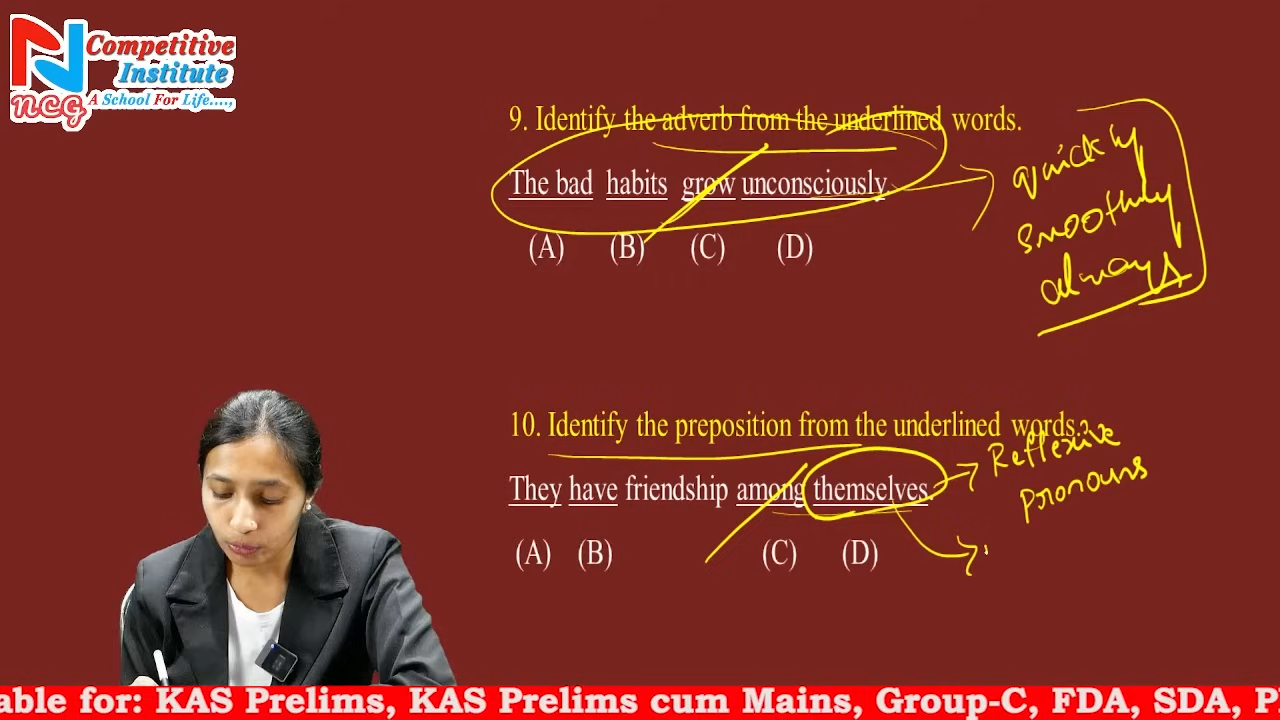 Competitive
Institute
NCG A School For Life....,
9. Identify the adverb from the underlined words.
The bad habits grow unconsciously.
(A) (B) (C) (D)
quickly
smoothly
always
10. Identify the preposition from the underlined words.
They have friendship among themselves.
(A) (B) (C) (D)
Reflexive
pronouns
able for: KAS Prelims, KAS Prelims cum Mains, Group-C, FDA, SDA, P